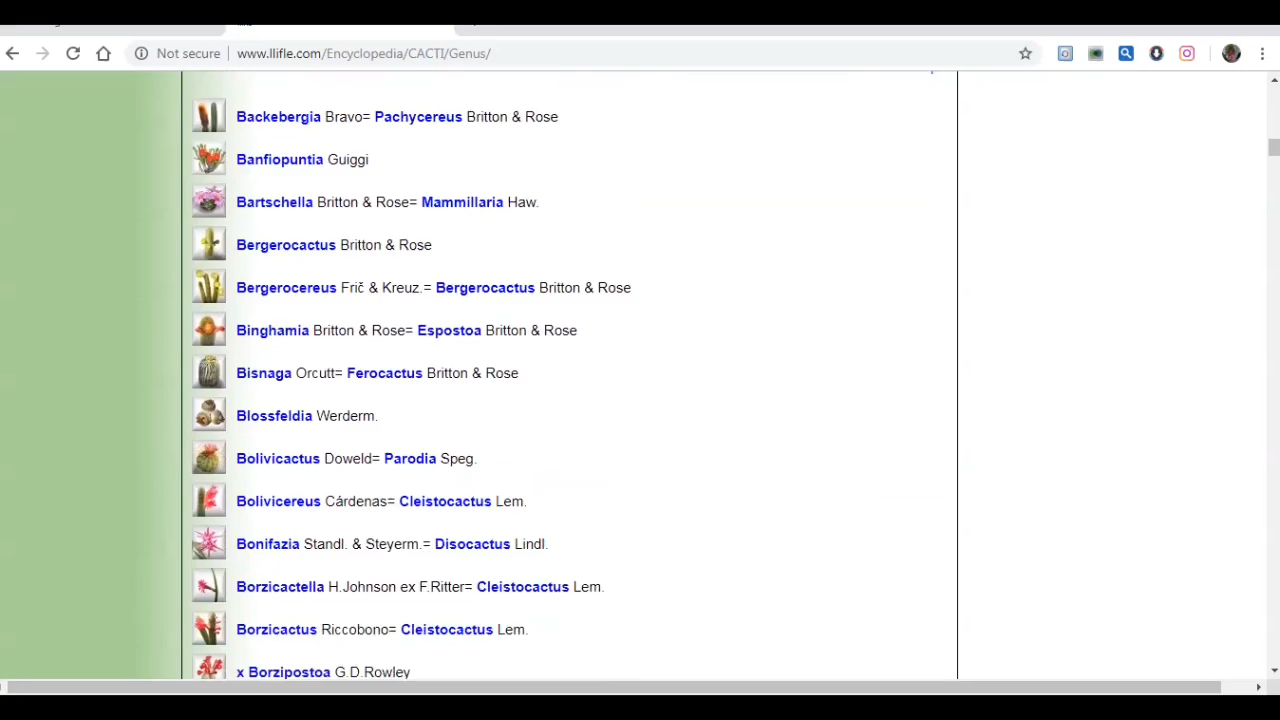 Not secure www.llifle.com/Encyclopedia/CACTI/Genus/
Backebergia Bravo= Pachycereus Britton & Rose
Banfiopuntia Guiggi
Bartschella Britton & Rose= Mammillaria Haw.
Bergerocactus Britton & Rose
Bergerocereus Frič & Kreuz.= Bergerocactus Britton & Rose
Binghamia Britton & Rose= Espostoa Britton & Rose
Bisnaga Orcutt= Ferocactus Britton & Rose
Blossfeldia Werderm.
Bolivicactus Doweld= Parodia Speg.
Bolivicereus Cárdenas= Cleistocactus Lem.
Bonifazia Standl. & Steyerm.= Disocactus Lindl.
Borzicactella H.Johnson ex F.Ritter= Cleistocactus Lem.
Borzicactus Riccobono= Cleistocactus Lem.
x Borzipostoa G.D.Rowley